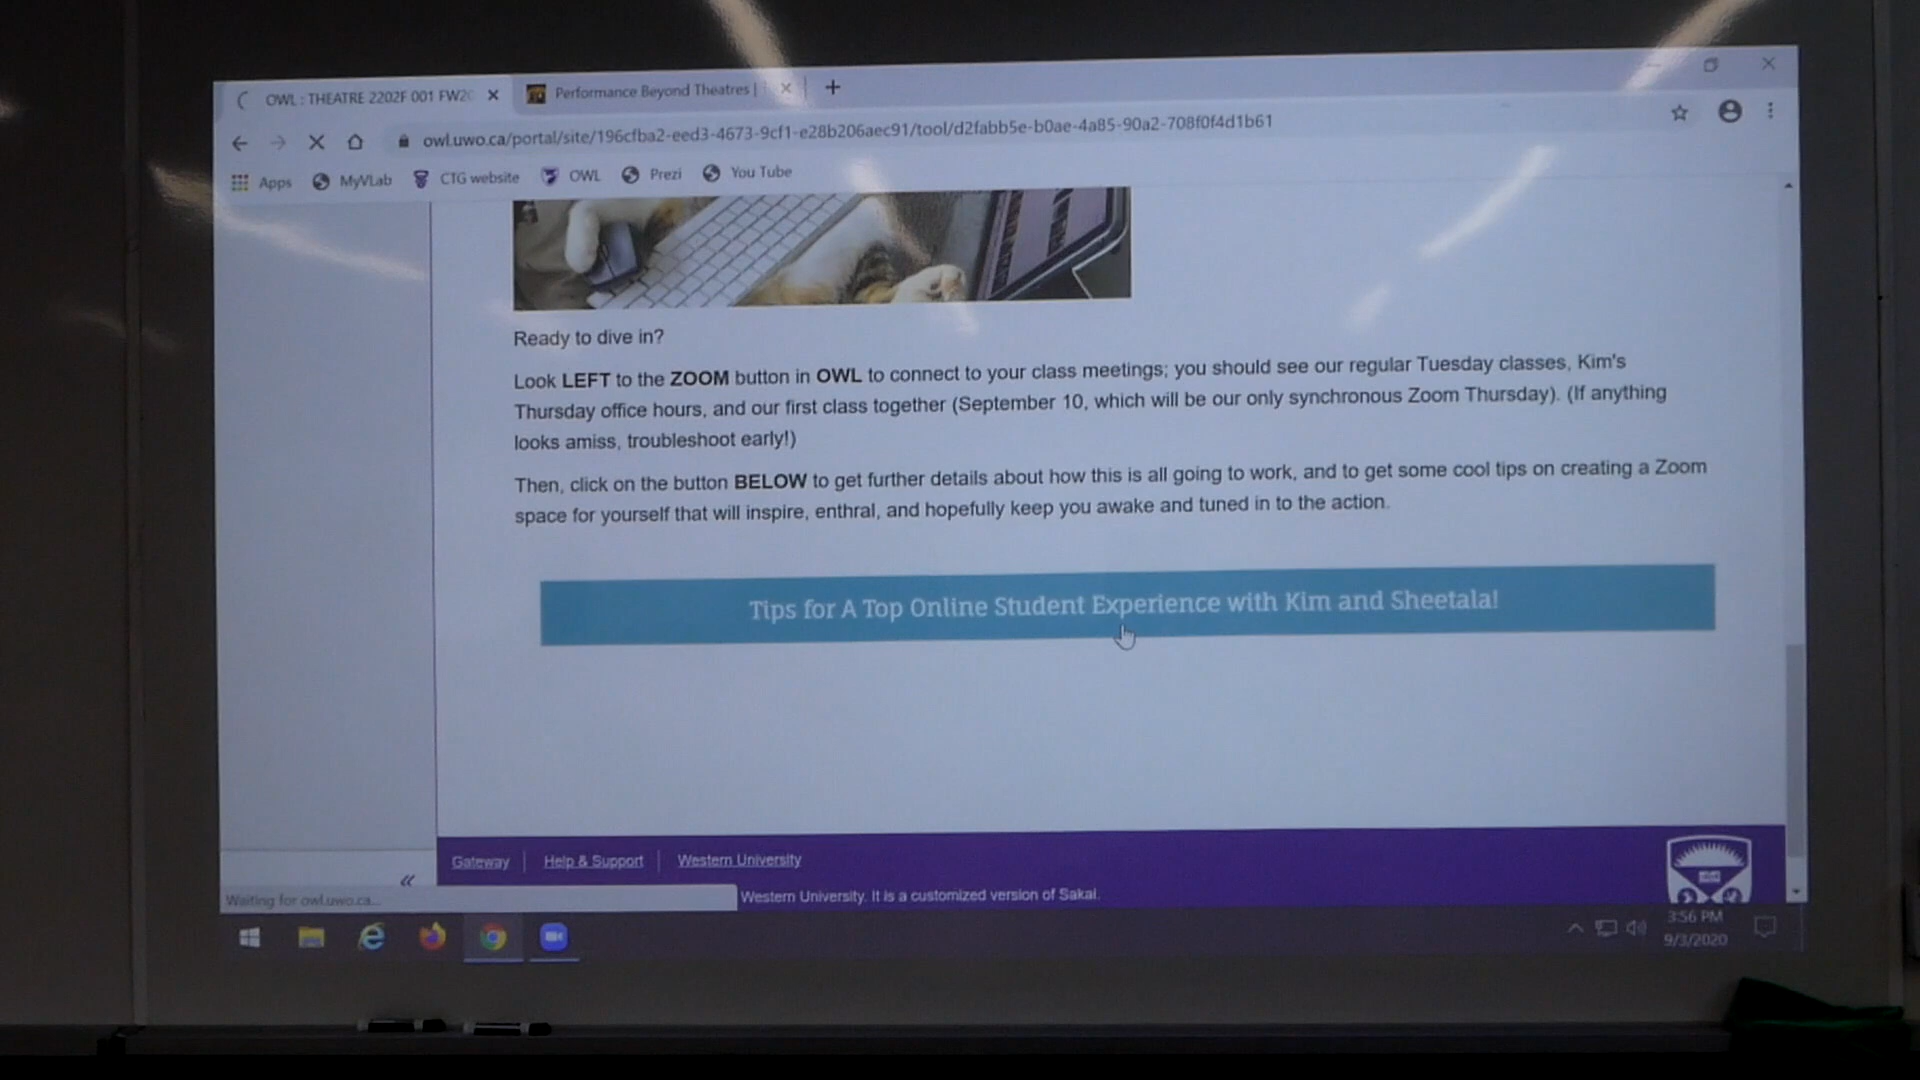 OWL : THEATRE 2202F 001 FW20
Performance Beyond Theatres |
owl.uwo.ca/portal/site/196cfba2-eed3-4673-9cf1-e28b206aec91/tool/d2fabb5e-b0ae-4a85-90a2-708f0f4d1b61
Apps MyVLab CTG website OWL Prezi You Tube
Ready to dive in?
Look LEFT to the ZOOM button in OWL to connect to your class meetings; you should see our regular Tuesday classes, Kim's
Thursday office hours, and our first class together (September 10, which will be our only synchronous Zoom Thursday). (If anything
looks amiss, troubleshoot early!)
Then, click on the button BELOW to get further details about how this is all going to work, and to get some cool tips on creating a Zoom
space for yourself that will inspire, enthral, and hopefully keep you awake and tuned in to the action.
Tips for A Top Online Student Experience with Kim and Sheetala!
Gateway Help & Support Western University
Waiting for owl.uwo.ca... Western University. It is a customized version of Sakai.
3:56 PM
9/3/2020